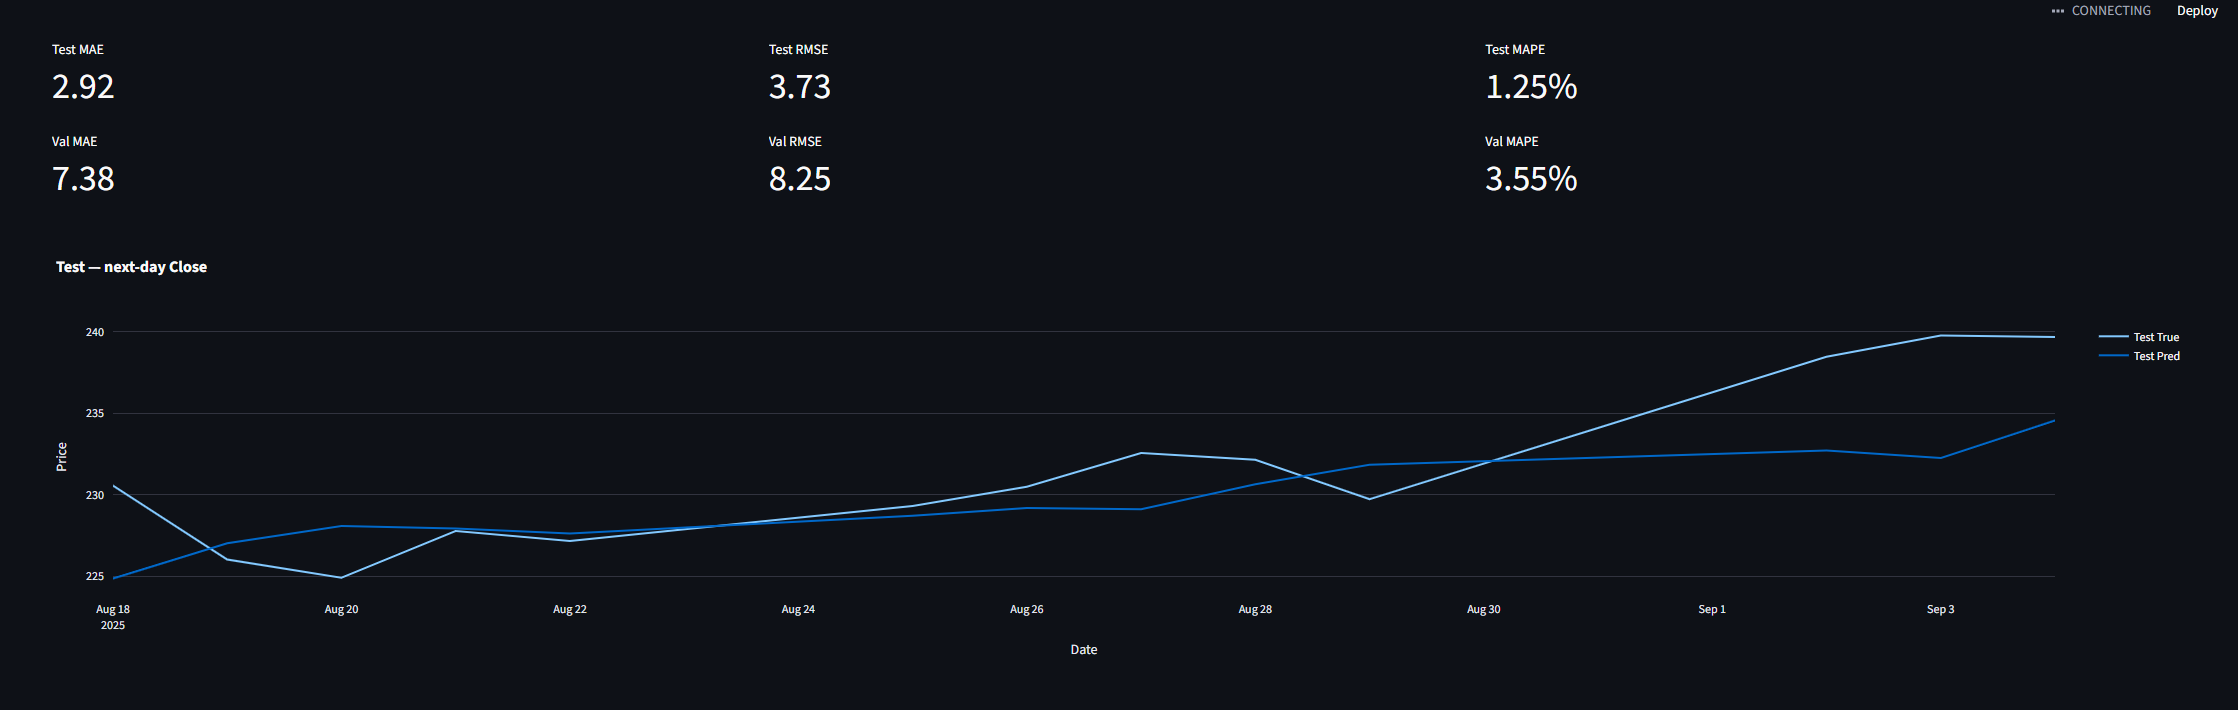 CONNECTING Deploy
Test MAE
2.92
Test RMSE
3.73
Test MAPE
1.25%
Val MAE
7.38
Val RMSE
8.25
Val MAPE
3.55%
Test — next-day Close
240
235
230
225
Price
Test True
Test Pred
Aug 18
2025
Aug 20
Aug 22
Aug 24
Aug 26
Aug 28
Aug 30
Sep 1
Sep 3
Date